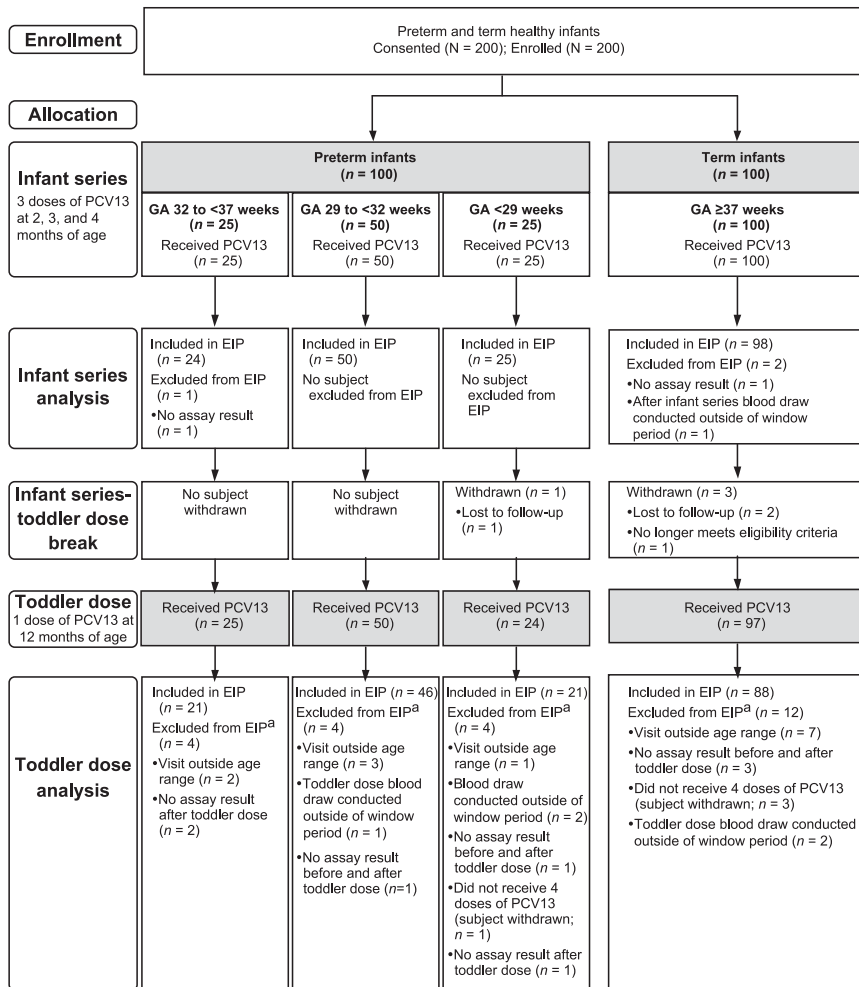 Enrollment
Preterm and term healthy infants
Consented (N = 200); Enrolled (N = 200)
Allocation
Infant series
3 doses of PCV13
at 2, 3, and 4
months of age
Preterm infants
(n = 100)
Term infants
(n = 100)
GA 32 to <37 weeks
(n = 25)
Received PCV13
(n = 25)
GA 29 to <32 weeks
(n = 50)
Received PCV13
(n = 50)
GA <29 weeks
(n = 25)
Received PCV13
(n = 25)
GA ≥37 weeks
(n = 100)
Received PCV13
(n = 100)
Infant series
analysis
Included in EIP
(n = 24)
Excluded from EIP
(n = 1)
•No assay result
(n = 1)
Included in EIP
(n = 50)
No subject
excluded from EIP
Included in EIP
(n = 25)
No subject
excluded from
EIP
Included in EIP (n = 98)
Excluded from EIP (n = 2)
•No assay result (n = 1)
•After infant series blood draw
conducted outside of window
period (n = 1)
Infant series-
toddler dose
break
No subject
withdrawn
No subject
withdrawn
Withdrawn (n = 1)
•Lost to follow-up
(n = 1)
Withdrawn (n = 3)
•Lost to follow-up (n = 2)
•No longer meets eligibility criteria
(n = 1)
Toddler dose
1 dose of PCV13 at
12 months of age
Received PCV13
(n = 25)
Received PCV13
(n = 50)
Received PCV13
(n = 24)
Received PCV13
(n = 97)
Toddler dose
analysis
Included in EIP
(n = 21)
Excluded from EIPa
(n = 4)
•Visit outside age
range (n = 2)
•No assay result
after toddler dose
(n = 2)
Included in EIP (n = 46)
Excluded from EIPa
(n = 4)
•Visit outside age
range (n = 3)
•Toddler dose blood
draw conducted
outside of window
period (n = 1)
•No assay result
before and after
toddler dose (n=1)
Included in EIP (n = 21)
Excluded from EIPa
(n = 4)
•Visit outside age range
(n = 1)
•Blood draw
conducted outside of
window period (n = 2)
•No assay result
before and after
toddler dose (n = 1)
•Did not receive 4
doses of PCV13
(subject withdrawn;
n = 1)
•No assay result after
toddler dose (n = 1)
Included in EIP (n = 88)
Excluded from EIPa (n = 12)
•Visit outside age range (n = 7)
•No assay result before and after
toddler dose (n = 3)
•Did not receive 4 doses of PCV13
(subject withdrawn; n = 3)
•Toddler dose blood draw conducted
outside of window period (n = 2)